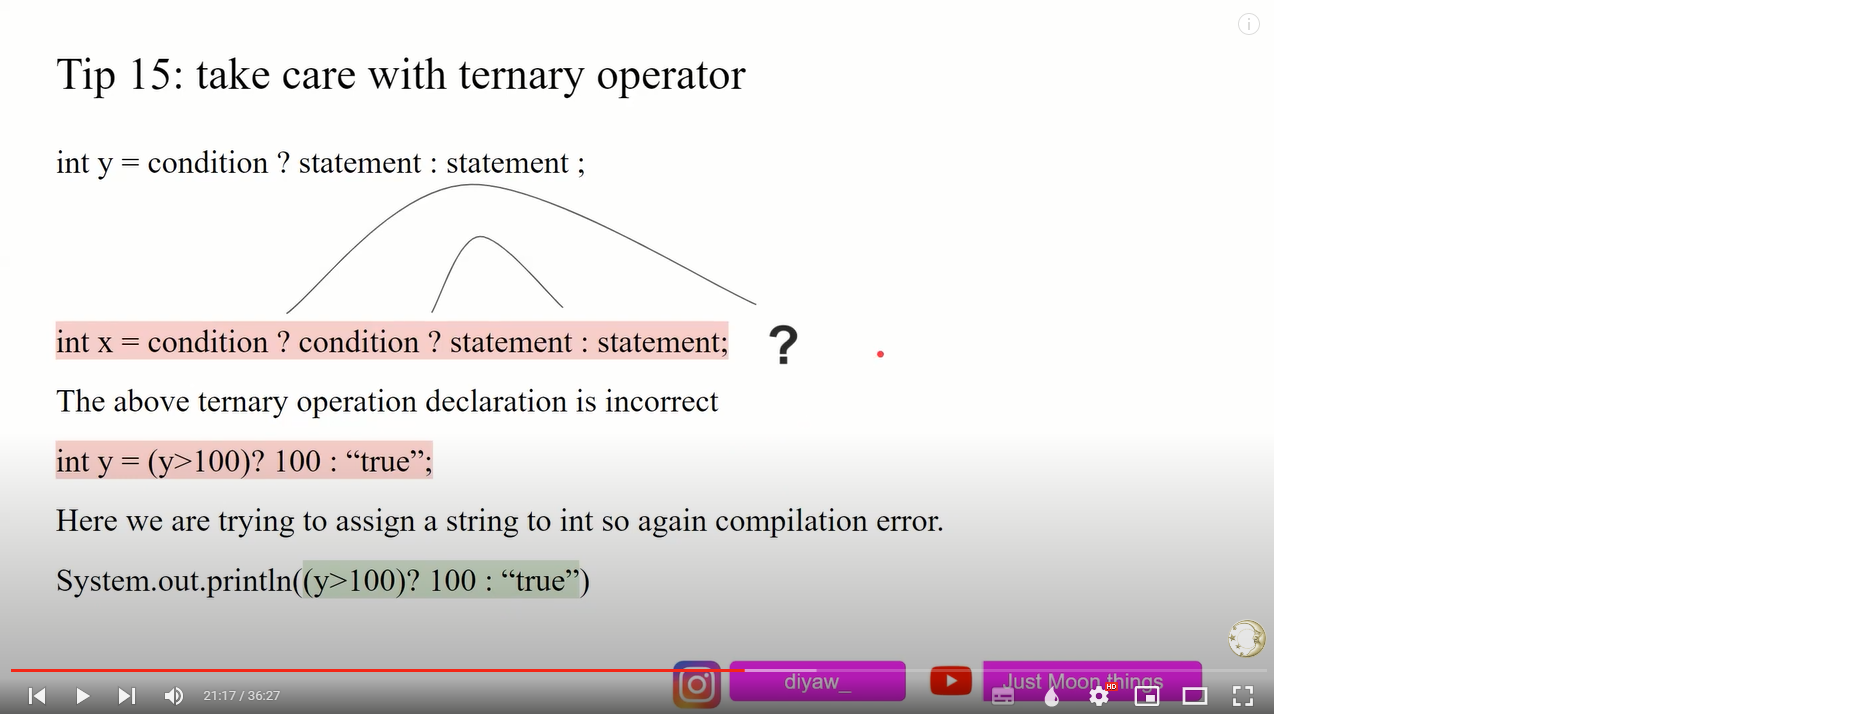 Tip 15: take care with ternary operator
int y = condition ? statement : statement ;
int x = condition ? condition ? statement : statement; ?
The above ternary operation declaration is incorrect
int y = (y>100)? 100 : “true”;
Here we are trying to assign a string to int so again compilation error.
System.out.println((y>100)? 100 : “true”)
diyaw_
Just Moon things
21:17 / 36:27
HD